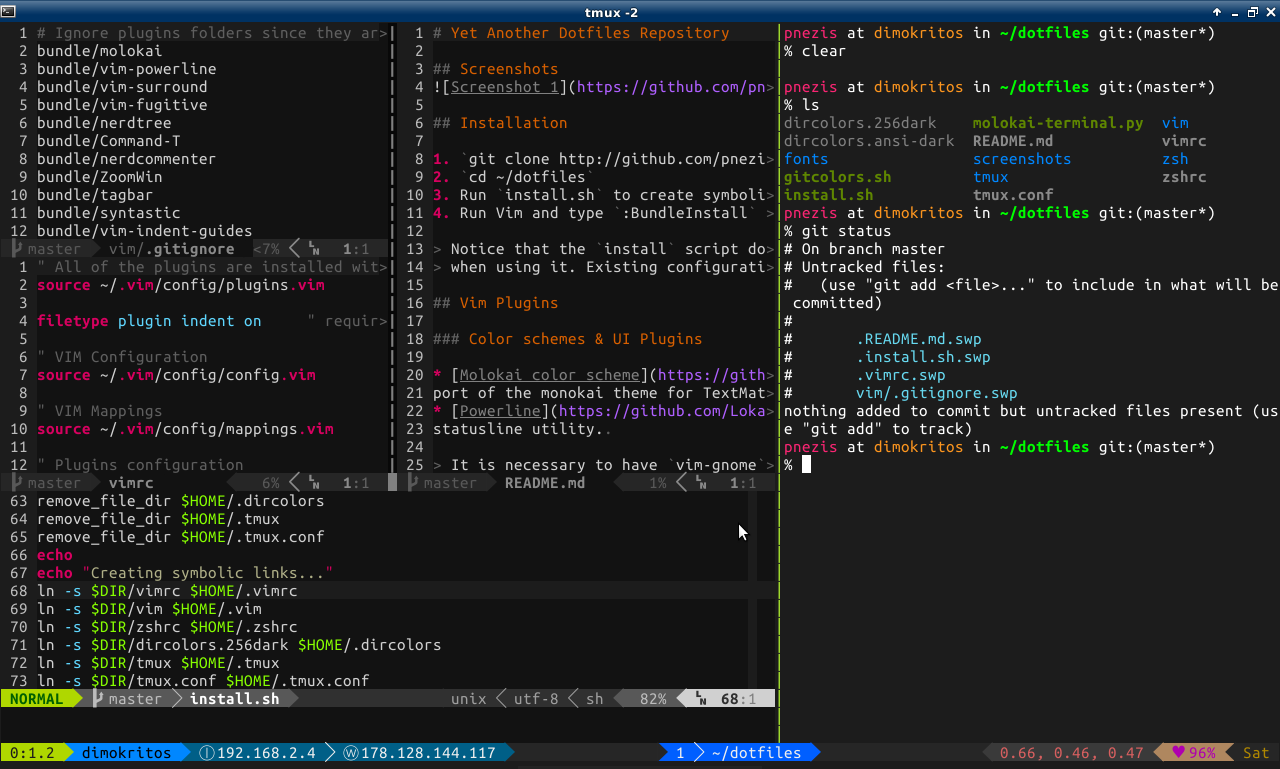 tmux -2
1 # Ignore plugins folders since they ar>
2 bundle/molokai
3 bundle/vim-powerline
4 bundle/vim-surround
5 bundle/vim-fugitive
6 bundle/nerdtree
7 bundle/Command-T
8 bundle/nerdcommenter
9 bundle/ZoomWin
10 bundle/tagbar
11 bundle/syntastic
12 bundle/vim-indent-guides
master vim/.gitignore <7% LN 1:1
1 " All of the plugins are installed wit>
2 source ~/.vim/config/plugins.vim
3
4 filetype plugin indent on     " requir>
5
6 " VIM Configuration
7 source ~/.vim/config/config.vim
8
9 " VIM Mappings
10 source ~/.vim/config/mappings.vim
11
12 " Plugins configuration
master vimrc 6% LN 1:1
1 # Yet Another Dotfiles Repository
2
3 ## Screenshots
4 ![Screenshot 1](https://github.com/pn>
5
6 ## Installation
7
8 1. `git clone http://github.com/pnezi>
9 2. `cd ~/dotfiles`
10 3. Run `install.sh` to create symboli>
11 4. Run Vim and type `:BundleInstall` >
12
13 > Notice that the `install` script do>
14 > when using it. Existing configurati>
15
16 ## Vim Plugins
17
18 ### Color schemes & UI Plugins
19
20 * [Molokai color scheme](https://gith>
21 port of the monokai theme for TextMat>
22 * [Powerline](https://github.com/Loka>
23 statusline utility..
24
25 > It is necessary to have `vim-gnome`>
master README.md 1% LN 1:1
63 remove_file_dir $HOME/.dircolors
64 remove_file_dir $HOME/.tmux
65 remove_file_dir $HOME/.tmux.conf
66 echo
67 echo "Creating symbolic links..."
68 ln -s $DIR/vimrc $HOME/.vimrc
69 ln -s $DIR/vim $HOME/.vim
70 ln -s $DIR/zshrc $HOME/.zshrc
71 ln -s $DIR/dircolors.256dark $HOME/.dircolors
72 ln -s $DIR/tmux $HOME/.tmux
73 ln -s $DIR/tmux.conf $HOME/.tmux.conf
NORMAL master install.sh unix utf-8 sh 82% LN 68:1
pnezis at dimokritos in ~/dotfiles git:(master*)
% clear
pnezis at dimokritos in ~/dotfiles git:(master*)
% ls
dircolors.256dark    molokai-terminal.py  vim
dircolors.ansi-dark  README.md            vimrc
fonts                screenshots          zsh
gitcolors.sh         tmux                 zshrc
install.sh           tmux.conf
pnezis at dimokritos in ~/dotfiles git:(master*)
% git status
# On branch master
# Untracked files:
#   (use "git add <file>..." to include in what will be
 committed)
#
#       .README.md.swp
#       .install.sh.swp
#       .vimrc.swp
#       vim/.gitignore.swp
nothing added to commit but untracked files present (us
e "git add" to track)
pnezis at dimokritos in ~/dotfiles git:(master*)
%
0:1.2 dimokritos Ⓘ192.168.2.4 Ⓦ178.128.144.117 1 ~/dotfiles 0.66, 0.46, 0.47 ♥96% Sat